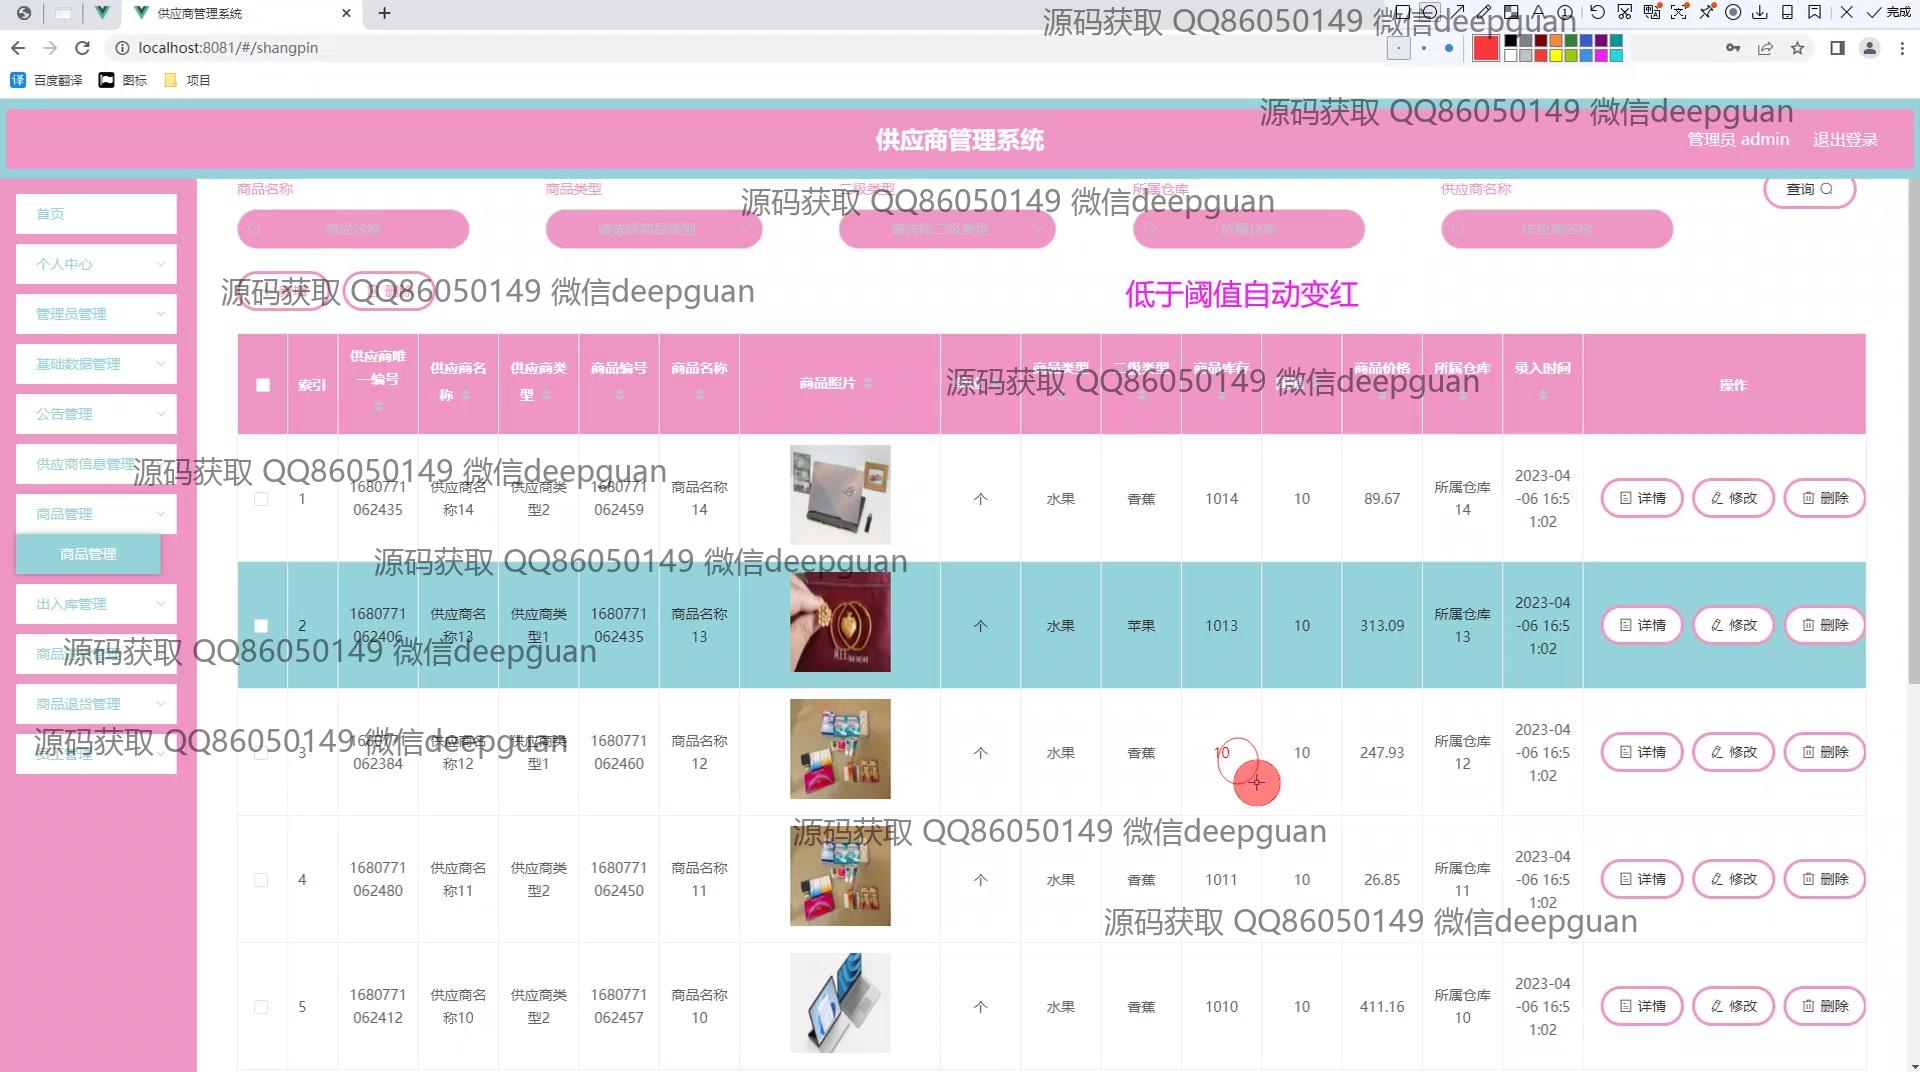 供应商管理系统
完成
localhost:8081/#/shangpin
源码获取 QQ86050149 微信deepguan
译 百度翻译 图标 项目
源码获取 QQ86050149 微信deepguan
供应商管理系统
管理员 admin 退出登录
商品名称 商品类型 二级类型 所属仓库 供应商名称 查询
源码获取 QQ86050149 微信deepguan
商品名称 请选择商品类型 请选择二级类型 所属仓库 供应商名称
源码获取 QQ86050149 微信deepguan
删除
低于阈值自动变红
首页
个人中心
管理员管理
基础数据管理
公告管理
供应商信息管理
商品管理
商品管理
出入库管理
商品退货管理
索引 供应商唯一编号 供应商名称 供应商类型 商品编号 商品名称 商品照片 商品类型 二级类型 商品库存 商品价格 所属仓库 录入时间 操作
源码获取 QQ86050149 微信deepguan
源码获取 QQ86050149 微信deepguan
1 1680771062435 供应商名称14 供应商类型2 1680771062459 商品名称14 个 水果 香蕉 1014 10 89.67 所属仓库14 2023-04-06 16:51:02 详情 修改 删除
源码获取 QQ86050149 微信deepguan
2 1680771062406 供应商名称13 供应商类型1 1680771062435 商品名称13 个 水果 苹果 1013 10 313.09 所属仓库13 2023-04-06 16:51:02 详情 修改 删除
源码获取 QQ86050149 微信deepguan
3 1680771062384 供应商名称12 供应商类型1 1680771062460 商品名称12 个 水果 香蕉 10 10 247.93 所属仓库12 2023-04-06 16:51:02 详情 修改 删除
源码获取 QQ86050149 微信deepguan
源码获取 QQ86050149 微信deepguan
4 1680771062480 供应商名称11 供应商类型2 1680771062450 商品名称11 个 水果 香蕉 1011 10 26.85 所属仓库11 2023-04-06 16:51:02 详情 修改 删除
源码获取 QQ86050149 微信deepguan
5 1680771062412 供应商名称10 供应商类型2 1680771062457 商品名称10 个 水果 香蕉 1010 10 411.16 所属仓库10 2023-04-06 16:51:02 详情 修改 删除